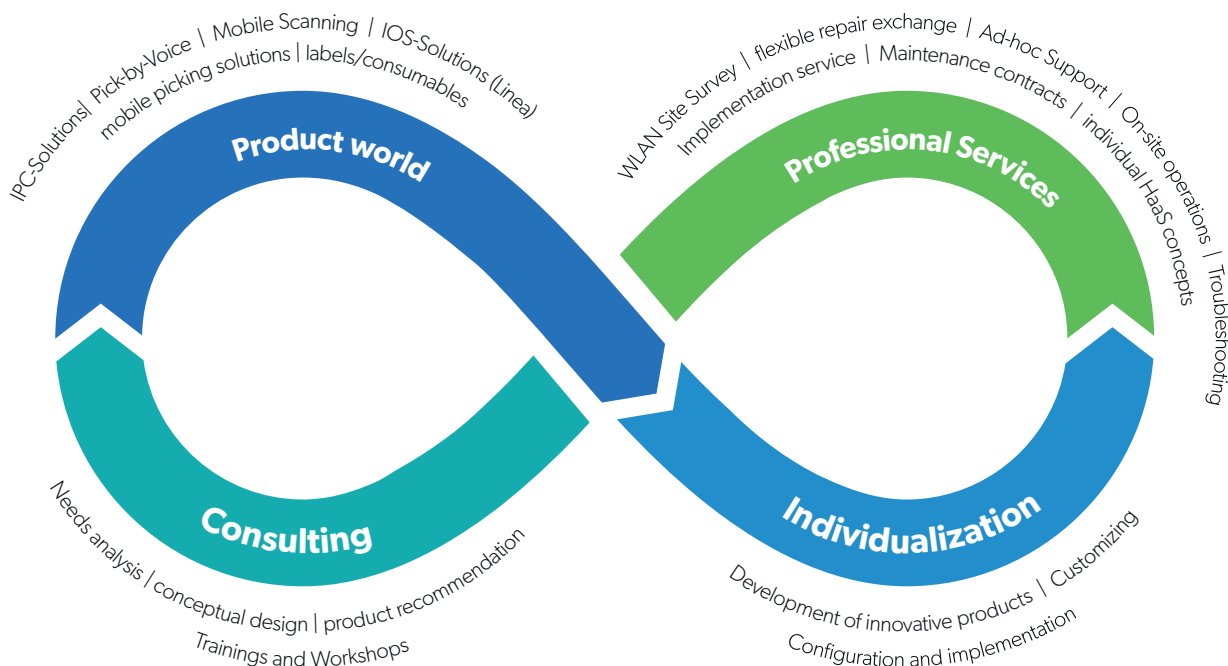 IPC-Solutions| Pick-by-Voice | Mobile Scanning | IOS-Solutions (Linea)
mobile picking solutions | labels/consumables
Product world
WLAN Site Survey | flexible repair exchange | Ad-hoc Support | On-site operations | Troubleshooting
Implementation service | Maintenance contracts | individual HaaS concepts
Professional Services
Consulting
Needs analysis | conceptual design | product recommendation
Trainings and Workshops
Individualization
Development of innovative products | Customizing
Configuration and implementation